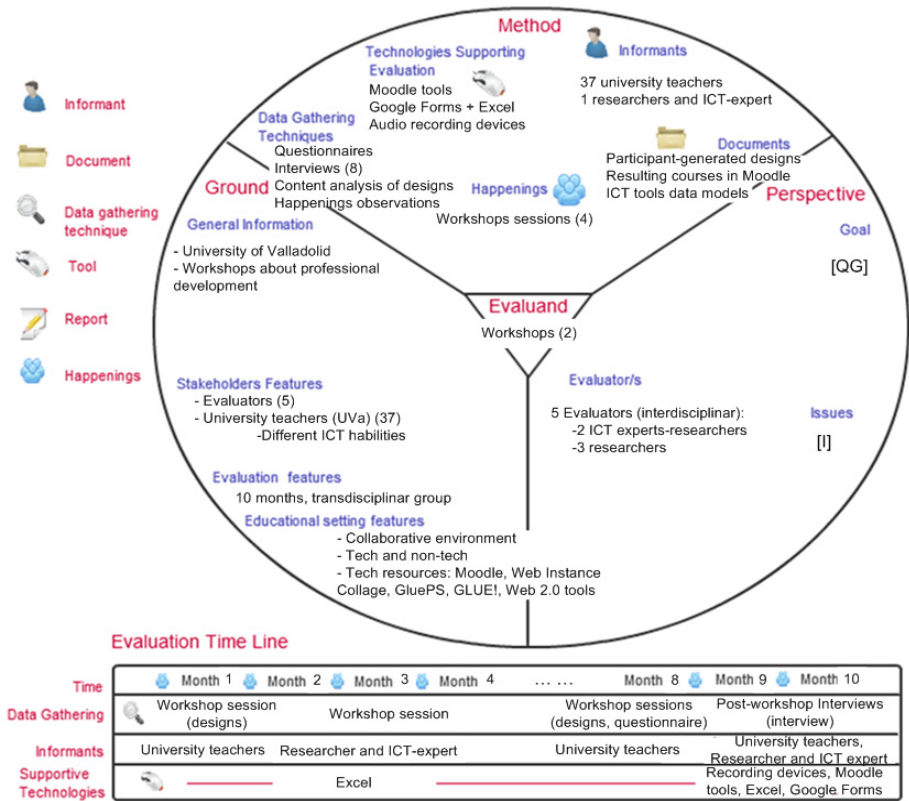 Method
Technologies Supporting
Evaluation
Moodle tools
Google Forms + Excel
Audio recording devices
Informants
37 university teachers
1 researchers and ICT-expert
Informant
Document
Data gathering
technique
Tool
Report
Happenings
Data Gathering
Techniques
Questionnaires
Interviews (8)
Content analysis of designs
Happenings observations
Happenings
Workshops sessions (4)
Documents
Participant-generated designs
Resulting courses in Moodle
ICT tools data models
Ground
General Information
- University of Valladolid
- Workshops about professional
development
Perspective
Goal
[QG]
Evaluand
Workshops (2)
Stakeholders Features
- Evaluators (5)
- University teachers (UVa) (37)
-Different ICT habilities
Evaluation features
10 months, transdisciplinar group
Educational setting features
- Collaborative environment
- Tech and non-tech
- Tech resources: Moodle, Web Instance
Collage, GluePS, GLUE!, Web 2.0 tools
Evaluator/s
5 Evaluators (interdisciplinar):
-2 ICT experts-researchers
-3 researchers
Issues
[I]
Evaluation Time Line
Time Month 1 Month 2 Month 3 Month 4 ... ... Month 8 Month 9 Month 10
Data Gathering
Workshop session
(designs)
Workshop session
Workshop sessions
(designs, questionnaire)
Post-workshop Interviews
(interview)
Informants
University teachers
Researcher and ICT-expert
University teachers
University teachers,
Researcher and ICT expert
Supportive
Technologies
Excel
Recording devices, Moodle
tools, Excel, Google Forms